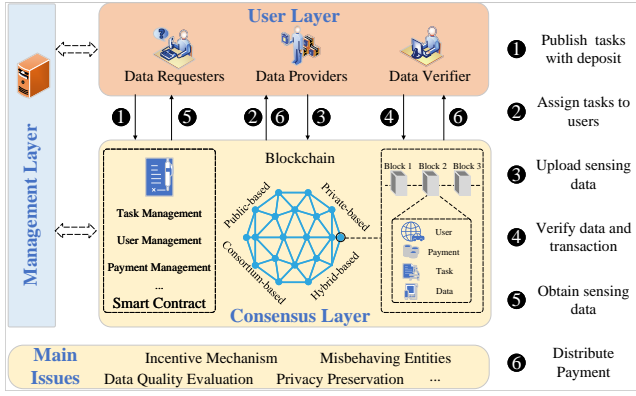 User Layer
Data Requesters
Data Providers
Data Verifier
Management Layer
1
5
2
6
3
4
6
Blockchain
Task Management
User Management
Payment Management
...
Smart Contract
Public-based
Private-based
Consortium-based
Hybrid-based
Block 1
Block 2
Block 3
User
Payment
Task
Data
Consensus Layer
Main
Issues
Incentive Mechanism
Misbehaving Entities
Data Quality Evaluation
Privacy Preservation
...
1
Publish tasks
with deposit
2
Assign tasks to
users
3
Upload sensing
data
4
Verify data and
transaction
5
Obtain sensing
data
6
Distribute
Payment